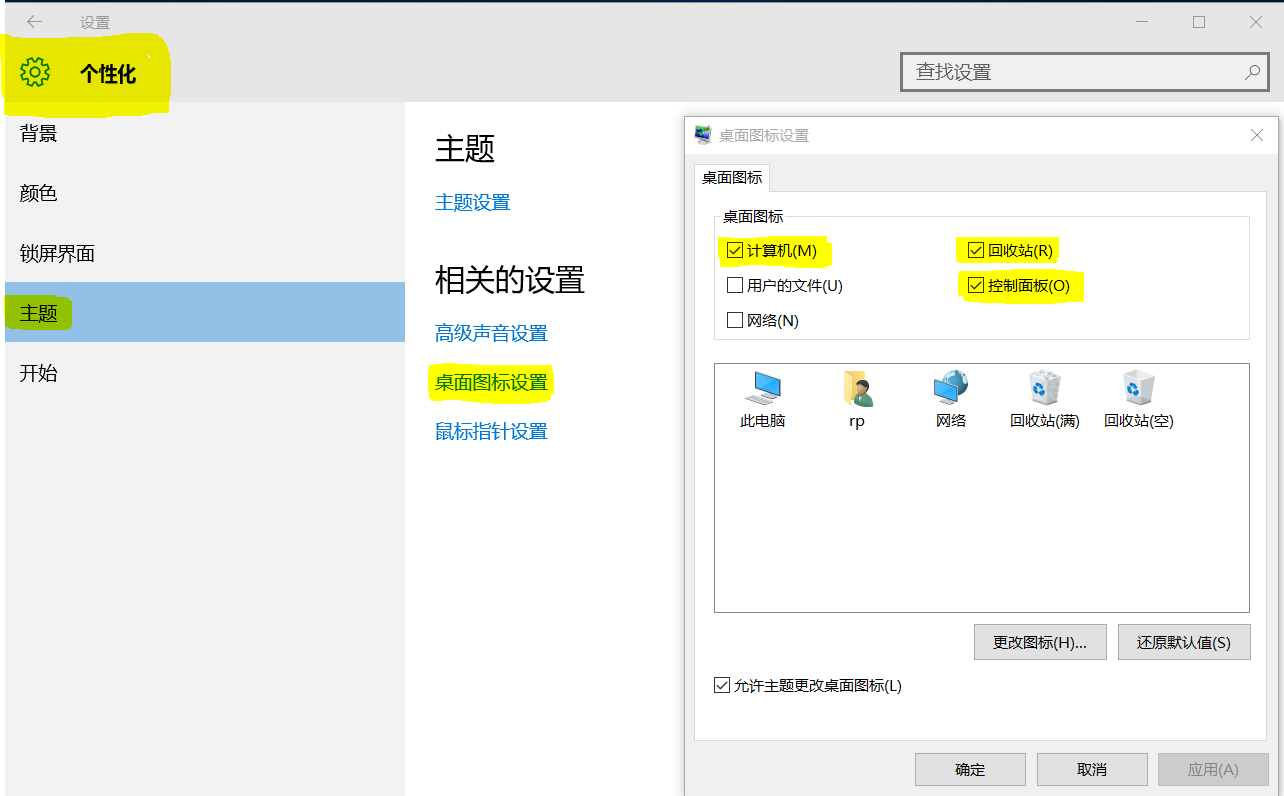 设置
个性化
查找设置
背景
颜色
锁屏界面
主题
开始
主题
主题设置
相关的设置
高级声音设置
桌面图标设置
鼠标指针设置
桌面图标设置
桌面图标
桌面图标
计算机(M)
回收站(R)
用户的文件(U)
控制面板(O)
网络(N)
此电脑
rp
网络
回收站(满)
回收站(空)
更改图标(H)...
还原默认值(S)
允许主题更改桌面图标(L)
确定
取消
应用(A)